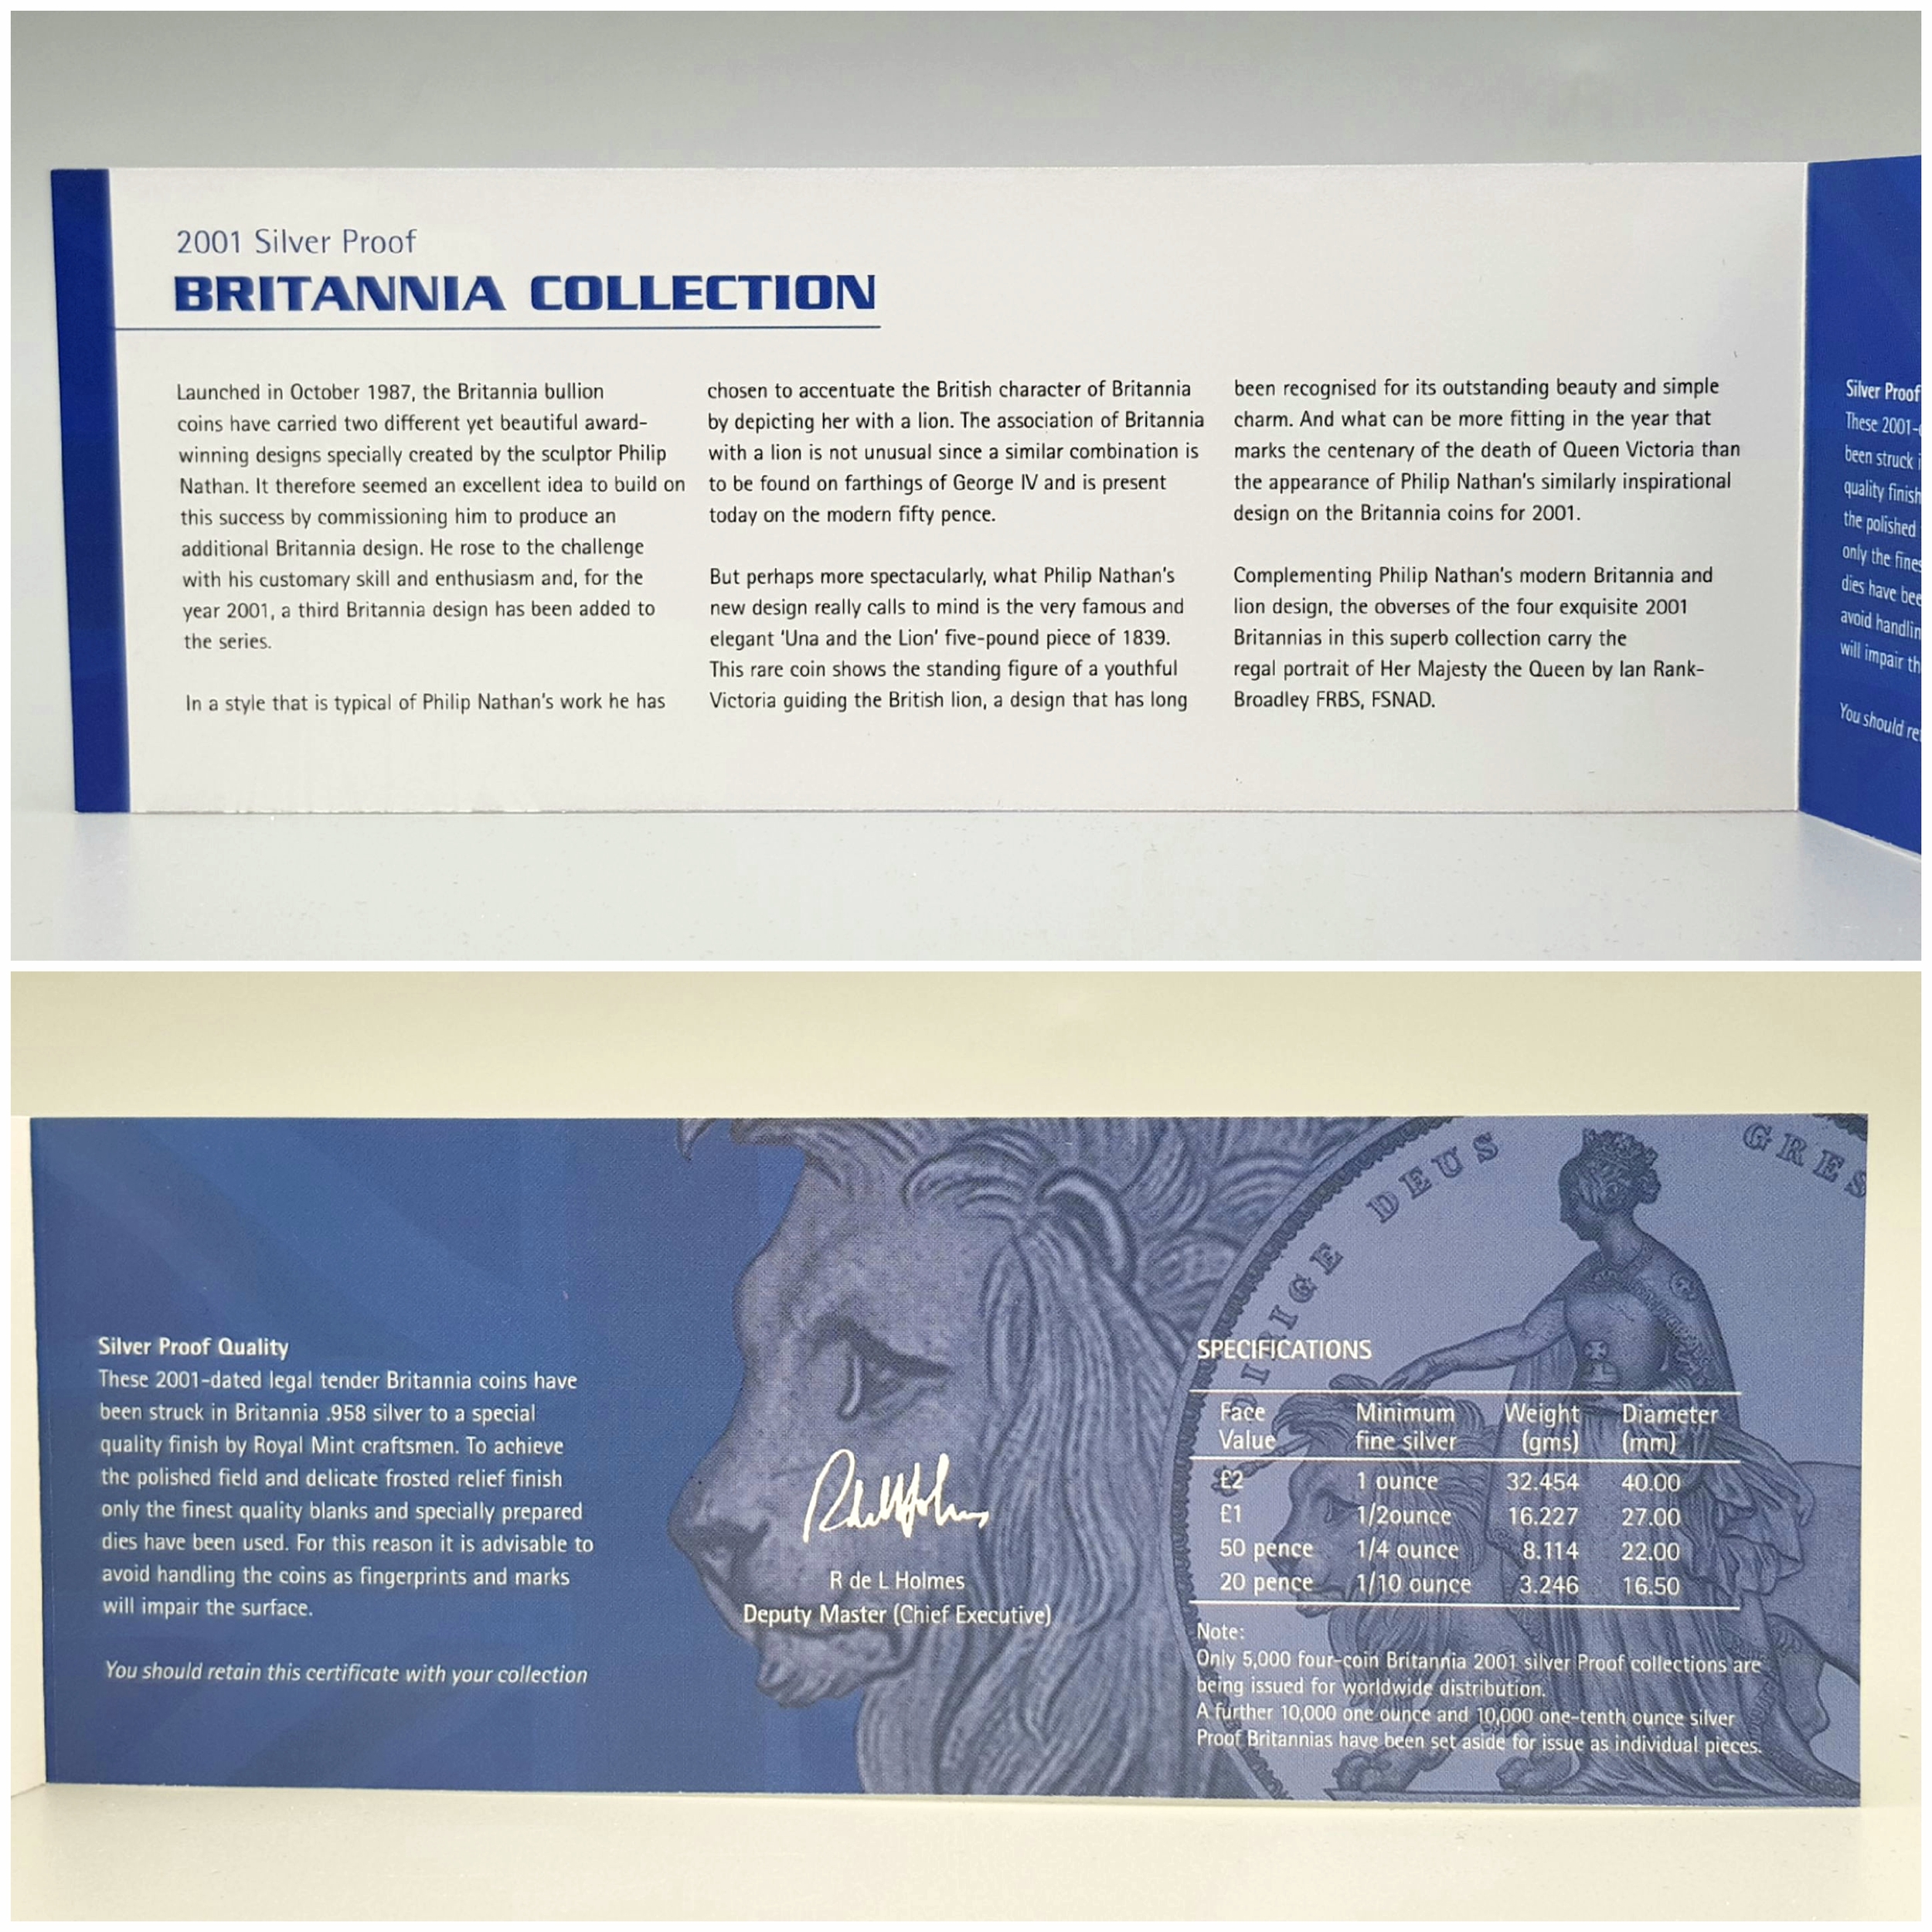 2001 Silver Proof
BRITANNIA COLLECTION
Launched in October 1987, the Britannia bullion
coins have carried two different yet beautiful award-
winning designs specially created by the sculptor Philip
Nathan. It therefore seemed an excellent idea to build on
this success by commissioning him to produce an
additional Britannia design. He rose to the challenge
with his customary skill and enthusiasm and, for the
year 2001, a third Britannia design has been added to
the series.
In a style that is typical of Philip Nathan's work he has
chosen to accentuate the British character of Britannia
by depicting her with a lion. The association of Britannia
with a lion is not unusual since a similar combination is
to be found on farthings of George IV and is present
today on the modern fifty pence.
But perhaps more spectacularly, what Philip Nathan's
new design really calls to mind is the very famous and
elegant 'Una and the Lion' five-pound piece of 1839.
This rare coin shows the standing figure of a youthful
Victoria guiding the British lion, a design that has long
been recognised for its outstanding beauty and simple
charm. And what can be more fitting in the year that
marks the centenary of the death of Queen Victoria than
the appearance of Philip Nathan's similarly inspirational
design on the Britannia coins for 2001.
Complementing Philip Nathan's modern Britannia and
lion design, the obverses of the four exquisite 2001
Britannias in this superb collection carry the
regal portrait of Her Majesty the Queen by Ian Rank-
Broadley FRBS, FSNAD.
Silver Proof
These 2001-
been struck
quality finish
the polished
only the
dies have
avoid
will impair
You should
Silver Proof Quality
These 2001-dated legal tender Britannia coins have
been struck in Britannia .958 silver to a special
quality finish by Royal Mint craftsmen. To achieve
the polished field and delicate frosted relief finish
only the finest quality blanks and specially prepared
dies have been used. For this reason it is advisable to
avoid handling the coins as fingerprints and marks
will impair the surface.
You should retain this certificate with your collection
R de L Holmes
Deputy Master (Chief Executive)
DIRIGE DEUS GRES
SPECIFICATIONS
Face Value Minimum fine silver Weight (gms) Diameter (mm)
£2 1 ounce 32.454 40.00
£1 1/2ounce 16.227 27.00
50 pence 1/4 ounce 8.114 22.00
20 pence 1/10 ounce 3.246 16.50
Note:
Only 5,000 four-coin Britannia 2001 silver Proof collections are
being issued for worldwide distribution.
A further 10,000 one ounce and 10,000 one-tenth ounce silver
Proof Britannias have been set aside for issue as individual pieces.